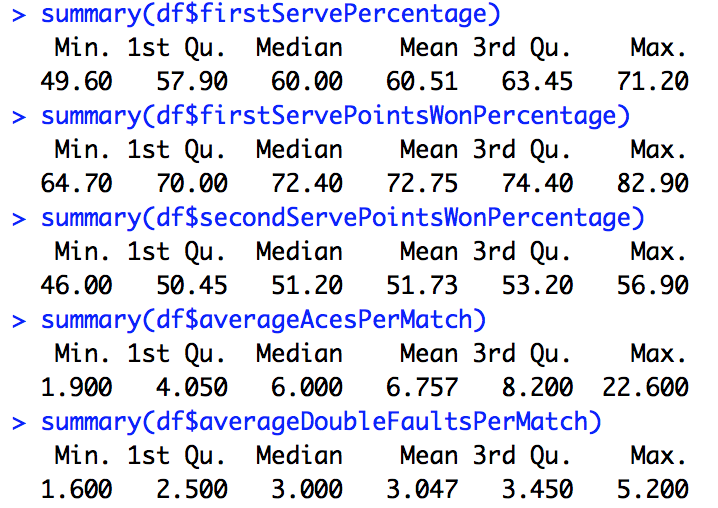 > summary(df$firstServePercentage)
Min. 1st Qu. Median Mean 3rd Qu. Max.
49.60 57.90 60.00 60.51 63.45 71.20
> summary(df$firstServePointsWonPercentage)
Min. 1st Qu. Median Mean 3rd Qu. Max.
64.70 70.00 72.40 72.75 74.40 82.90
> summary(df$secondServePointsWonPercentage)
Min. 1st Qu. Median Mean 3rd Qu. Max.
46.00 50.45 51.20 51.73 53.20 56.90
> summary(df$averageAcesPerMatch)
Min. 1st Qu. Median Mean 3rd Qu. Max.
1.900 4.050 6.000 6.757 8.200 22.600
> summary(df$averageDoubleFaultsPerMatch)
Min. 1st Qu. Median Mean 3rd Qu. Max.
1.600 2.500 3.000 3.047 3.450 5.200